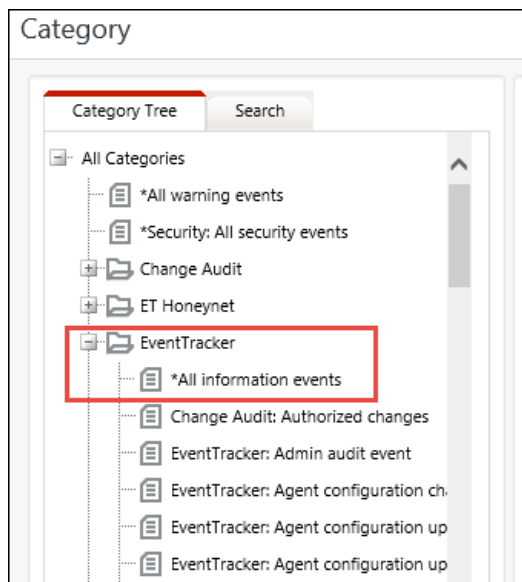 Category
Category Tree
Search
All Categories
*All warning events
*Security: All security events
Change Audit
ET Honeynet
EventTracker
*All information events
Change Audit: Authorized changes
EventTracker: Admin audit event
EventTracker: Agent configuration ch
EventTracker: Agent configuration up
EventTracker: Agent configuration up